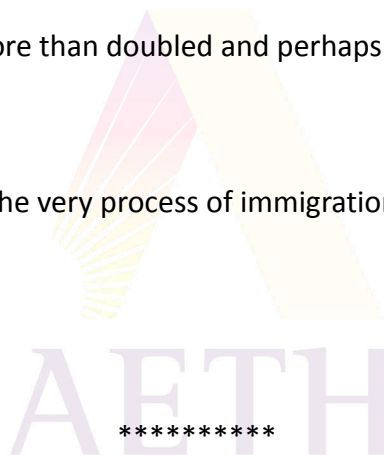 ore than doubled and perhaps
he very process of immigration
AETH
**********